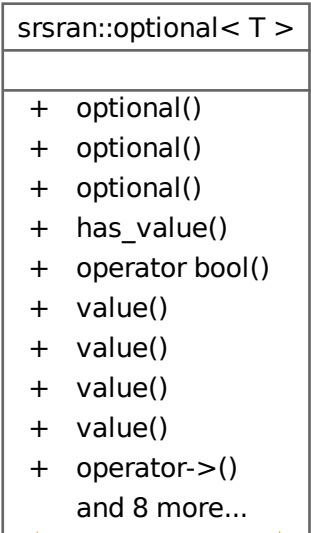 srsran::optional< T >
+ optional()
+ optional()
+ optional()
+ has_value()
+ operator bool()
+ value()
+ value()
+ value()
+ value()
+ operator->()
and 8 more...